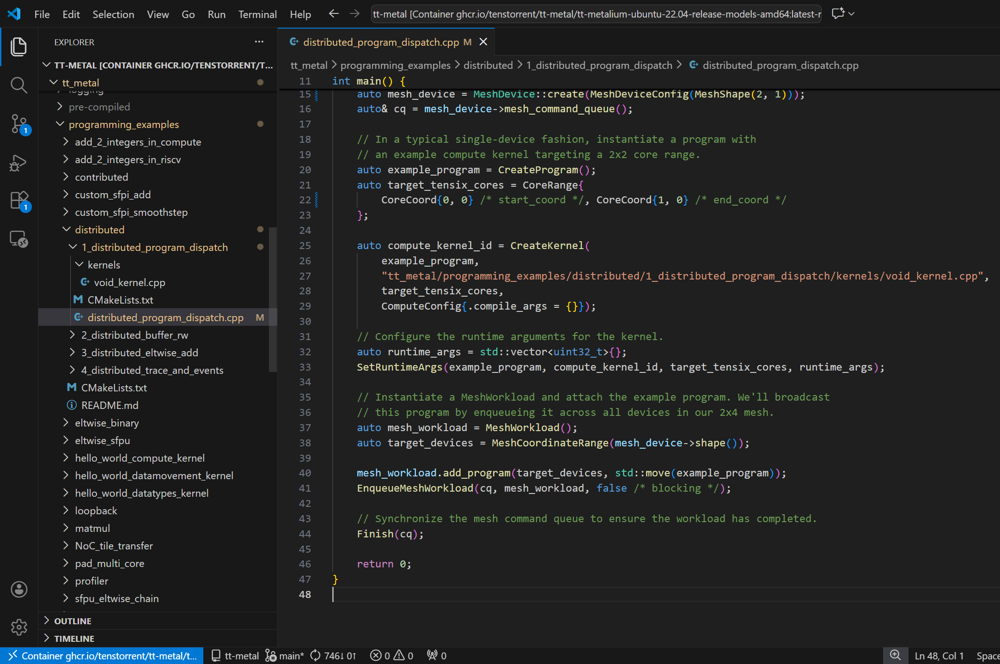 File Edit Selection View Go Run Terminal Help
tt-metal [Container ghcr.io/tenstorrent/tt-metal/tt-metalium-ubuntu-22.04-release-models-amd64:latest-r
EXPLORER
TT-METAL [CONTAINER GHCR.IO/TENSTORRENT/T...
tt_metal
logging
pre-compiled
programming_examples
add_2_integers_in_compute
add_2_integers_in_riscv
contributed
custom_sfpi_add
custom_sfpi_smoothstep
distributed
1_distributed_program_dispatch
kernels
void_kernel.cpp
CMakeLists.txt
distributed_program_dispatch.cpp M
2_distributed_buffer_rw
3_distributed_eltwise_add
4_distributed_trace_and_events
CMakeLists.txt
README.md
eltwise_binary
eltwise_sfpu
hello_world_compute_kernel
hello_world_datamovement_kernel
hello_world_datatypes_kernel
loopback
matmul
NoC_tile_transfer
pad_multi_core
profiler
sfpu_eltwise_chain
OUTLINE
TIMELINE
1
1
distributed_program_dispatch.cpp M
tt_metal > programming_examples > distributed > 1_distributed_program_dispatch > distributed_program_dispatch.cpp
11 int main() {
15 auto mesh_device = MeshDevice::create(MeshDeviceConfig(MeshShape(2, 1)));
16 auto& cq = mesh_device->mesh_command_queue();
17
18 // In a typical single-device fashion, instantiate a program with
19 // an example compute kernel targeting a 2x2 core range.
20 auto example_program = CreateProgram();
21 auto target_tensix_cores = CoreRange{
22 CoreCoord{0, 0} /* start_coord */, CoreCoord{1, 0} /* end_coord */
23 };
24
25 auto compute_kernel_id = CreateKernel(
26 example_program,
27 "tt_metal/programming_examples/distributed/1_distributed_program_dispatch/kernels/void_kernel.cpp",
28 target_tensix_cores,
29 ComputeConfig{.compile_args = {}});
30
31 // Configure the runtime arguments for the kernel.
32 auto runtime_args = std::vector<uint32_t>{};
33 SetRuntimeArgs(example_program, compute_kernel_id, target_tensix_cores, runtime_args);
34
35 // Instantiate a MeshWorkload and attach the example program. We'll broadcast
36 // this program by enqueueing it across all devices in our 2x4 mesh.
37 auto mesh_workload = MeshWorkload();
38 auto target_devices = MeshCoordinateRange(mesh_device->shape());
39
40 mesh_workload.add_program(target_devices, std::move(example_program));
41 EnqueueMeshWorkload(cq, mesh_workload, false /* blocking */);
42
43 // Synchronize the mesh command queue to ensure the workload has completed.
44 Finish(cq);
45
46 return 0;
47 }
48
Container ghcr.io/tenstorrent/tt-metal/t... tt-metal main* 746↓ 0↑ 0 0 0 Ln 48, Col 1 Space